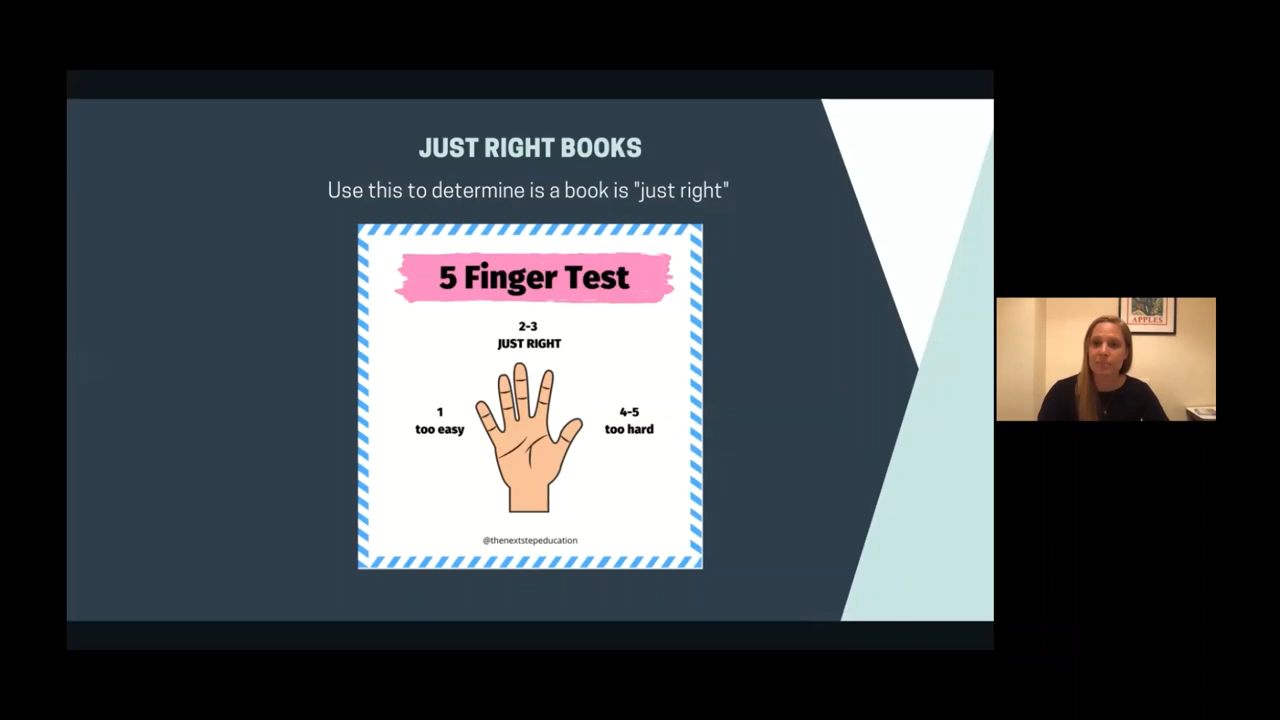 JUST RIGHT BOOKS
Use this to determine is a book is "just right"
5 Finger Test
2-3
JUST RIGHT
1
too easy
4-5
too hard
@thenextstepeducation
APPLES